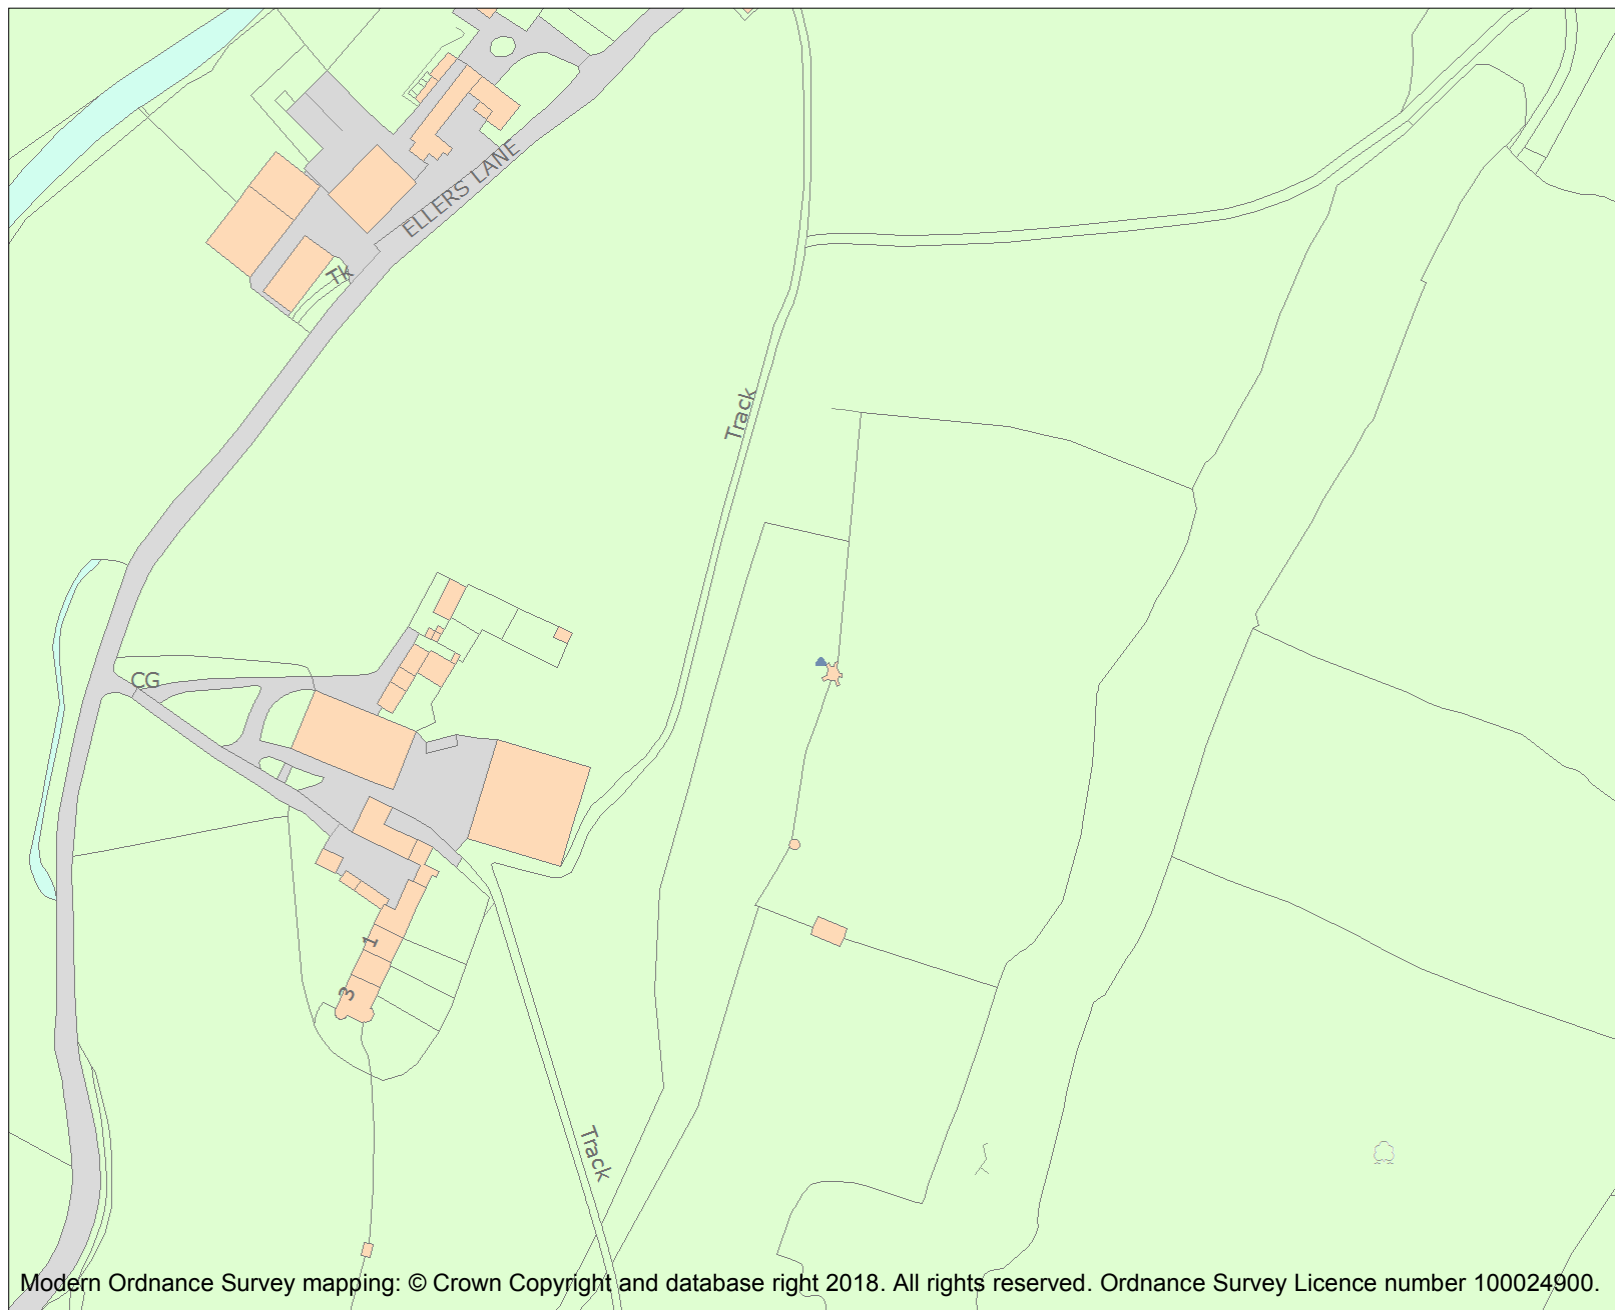 ELLERS LANE
Tk
Track
CG
1
3
Track
Modern Ordnance Survey mapping: © Crown Copyright and database right 2018. All rights reserved. Ordnance Survey Licence number 100024900.